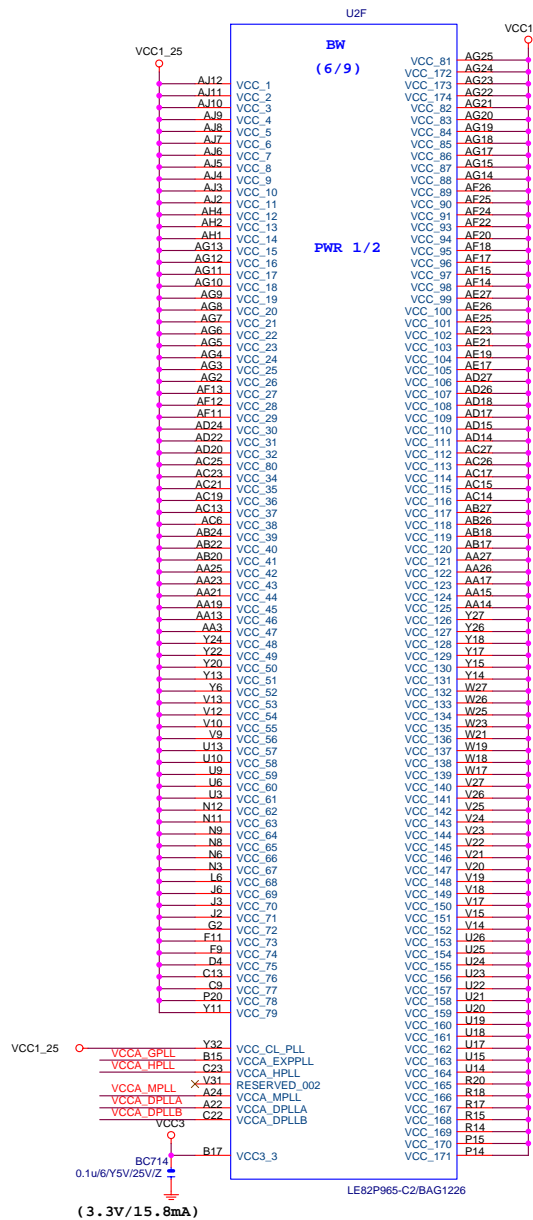 U2F
VCC1_25
VCC1
BW
(6/9)
PWR 1/2
AJ12 VCC_1
AJ11 VCC_2
AJ10 VCC_3
AJ9 VCC_4
AJ8 VCC_5
AJ7 VCC_6
AJ6 VCC_7
AJ5 VCC_8
AJ4 VCC_9
AJ3 VCC_10
AJ2 VCC_11
AH4 VCC_12
AH2 VCC_13
AH1 VCC_14
AG13 VCC_15
AG12 VCC_16
AG11 VCC_17
AG10 VCC_18
AG9 VCC_19
AG8 VCC_20
AG7 VCC_21
AG6 VCC_22
AG5 VCC_23
AG4 VCC_24
AG3 VCC_25
AG2 VCC_26
AF13 VCC_27
AF12 VCC_28
AF11 VCC_29
AD24 VCC_30
AD22 VCC_31
AD20 VCC_32
AC25 VCC_80
AC23 VCC_34
AC21 VCC_35
AC19 VCC_36
AC13 VCC_37
AC6 VCC_38
AB24 VCC_39
AB22 VCC_40
AB20 VCC_41
AA25 VCC_42
AA23 VCC_43
AA21 VCC_44
AA19 VCC_45
AA13 VCC_46
AA3 VCC_47
Y24 VCC_48
Y22 VCC_49
Y20 VCC_50
Y13 VCC_51
Y6 VCC_52
V13 VCC_53
V12 VCC_54
V10 VCC_55
V9 VCC_56
U13 VCC_57
U10 VCC_58
U9 VCC_59
U6 VCC_60
U3 VCC_61
N12 VCC_62
N11 VCC_63
N9 VCC_64
N8 VCC_65
N6 VCC_66
N3 VCC_67
L6 VCC_68
J6 VCC_69
J3 VCC_70
J2 VCC_71
G2 VCC_72
F11 VCC_73
F9 VCC_74
D4 VCC_75
C13 VCC_76
C9 VCC_77
P20 VCC_78
Y11 VCC_79
VCC1_25 Y32 VCC_CL_PLL
VCCA_GPLL B15 VCCA_EXPPLL
VCCA_HPLL C23 VCCA_HPLL
V31 RESERVED_002
VCCA_MPLL A24 VCCA_MPLL
VCCA_DPLLA A22 VCCA_DPLLA
VCCA_DPLLB C22 VCCA_DPLLB
VCC3
B17 VCC3_3
BC714
0.1u/6/Y5V/25V/Z
(3.3V/15.8mA)
VCC_81 AG25
VCC_172 AG24
VCC_173 AG23
VCC_174 AG22
VCC_82 AG21
VCC_83 AG20
VCC_84 AG19
VCC_85 AG18
VCC_86 AG17
VCC_87 AG15
VCC_88 AG14
VCC_89 AF26
VCC_90 AF25
VCC_91 AF24
VCC_93 AF22
VCC_94 AF20
VCC_95 AF18
VCC_96 AF17
VCC_97 AF15
VCC_98 AF14
VCC_99 AE27
VCC_100 AE26
VCC_101 AE25
VCC_102 AE23
VCC_103 AE21
VCC_104 AE19
VCC_105 AE17
VCC_106 AD27
VCC_107 AD26
VCC_108 AD18
VCC_109 AD17
VCC_110 AD15
VCC_111 AD14
VCC_112 AC27
VCC_113 AC26
VCC_114 AC17
VCC_115 AC15
VCC_116 AC14
VCC_117 AB27
VCC_118 AB26
VCC_119 AB18
VCC_120 AB17
VCC_121 AA27
VCC_122 AA26
VCC_123 AA17
VCC_124 AA15
VCC_125 AA14
VCC_126 Y27
VCC_127 Y26
VCC_128 Y18
VCC_129 Y17
VCC_130 Y15
VCC_131 Y14
VCC_132 W27
VCC_133 W26
VCC_134 W25
VCC_135 W23
VCC_136 W21
VCC_137 W19
VCC_138 W18
VCC_139 W17
VCC_140 V27
VCC_141 V26
VCC_142 V25
VCC_143 V24
VCC_144 V23
VCC_145 V22
VCC_146 V21
VCC_147 V20
VCC_148 V19
VCC_149 V18
VCC_150 V17
VCC_151 V15
VCC_152 V14
VCC_153 U26
VCC_154 U25
VCC_155 U24
VCC_156 U23
VCC_157 U22
VCC_158 U21
VCC_159 U20
VCC_160 U19
VCC_161 U18
VCC_162 U17
VCC_163 U15
VCC_164 U14
VCC_165 R20
VCC_166 R18
VCC_167 R17
VCC_168 R15
VCC_169 R14
VCC_170 P15
VCC_171 P14
LE82P965-C2/BAG1226